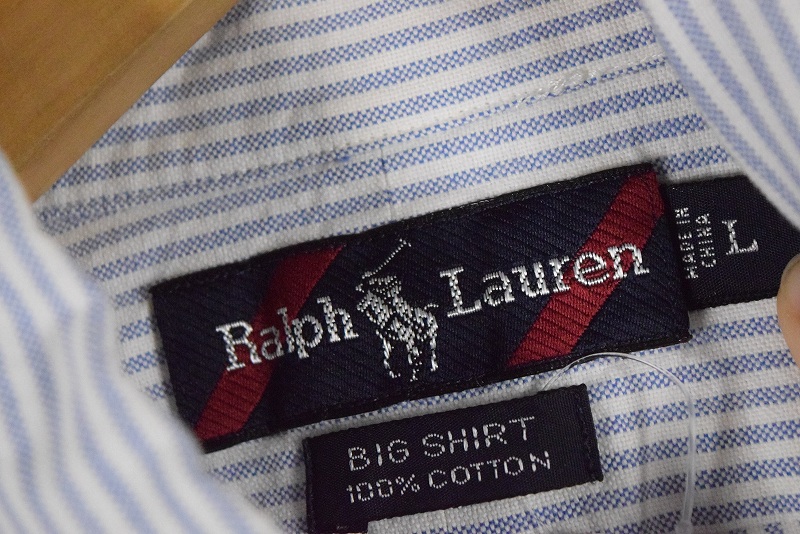 Ralph Lauren
MADE IN
CHINA
L
BIG SHIRT
100% COTTON